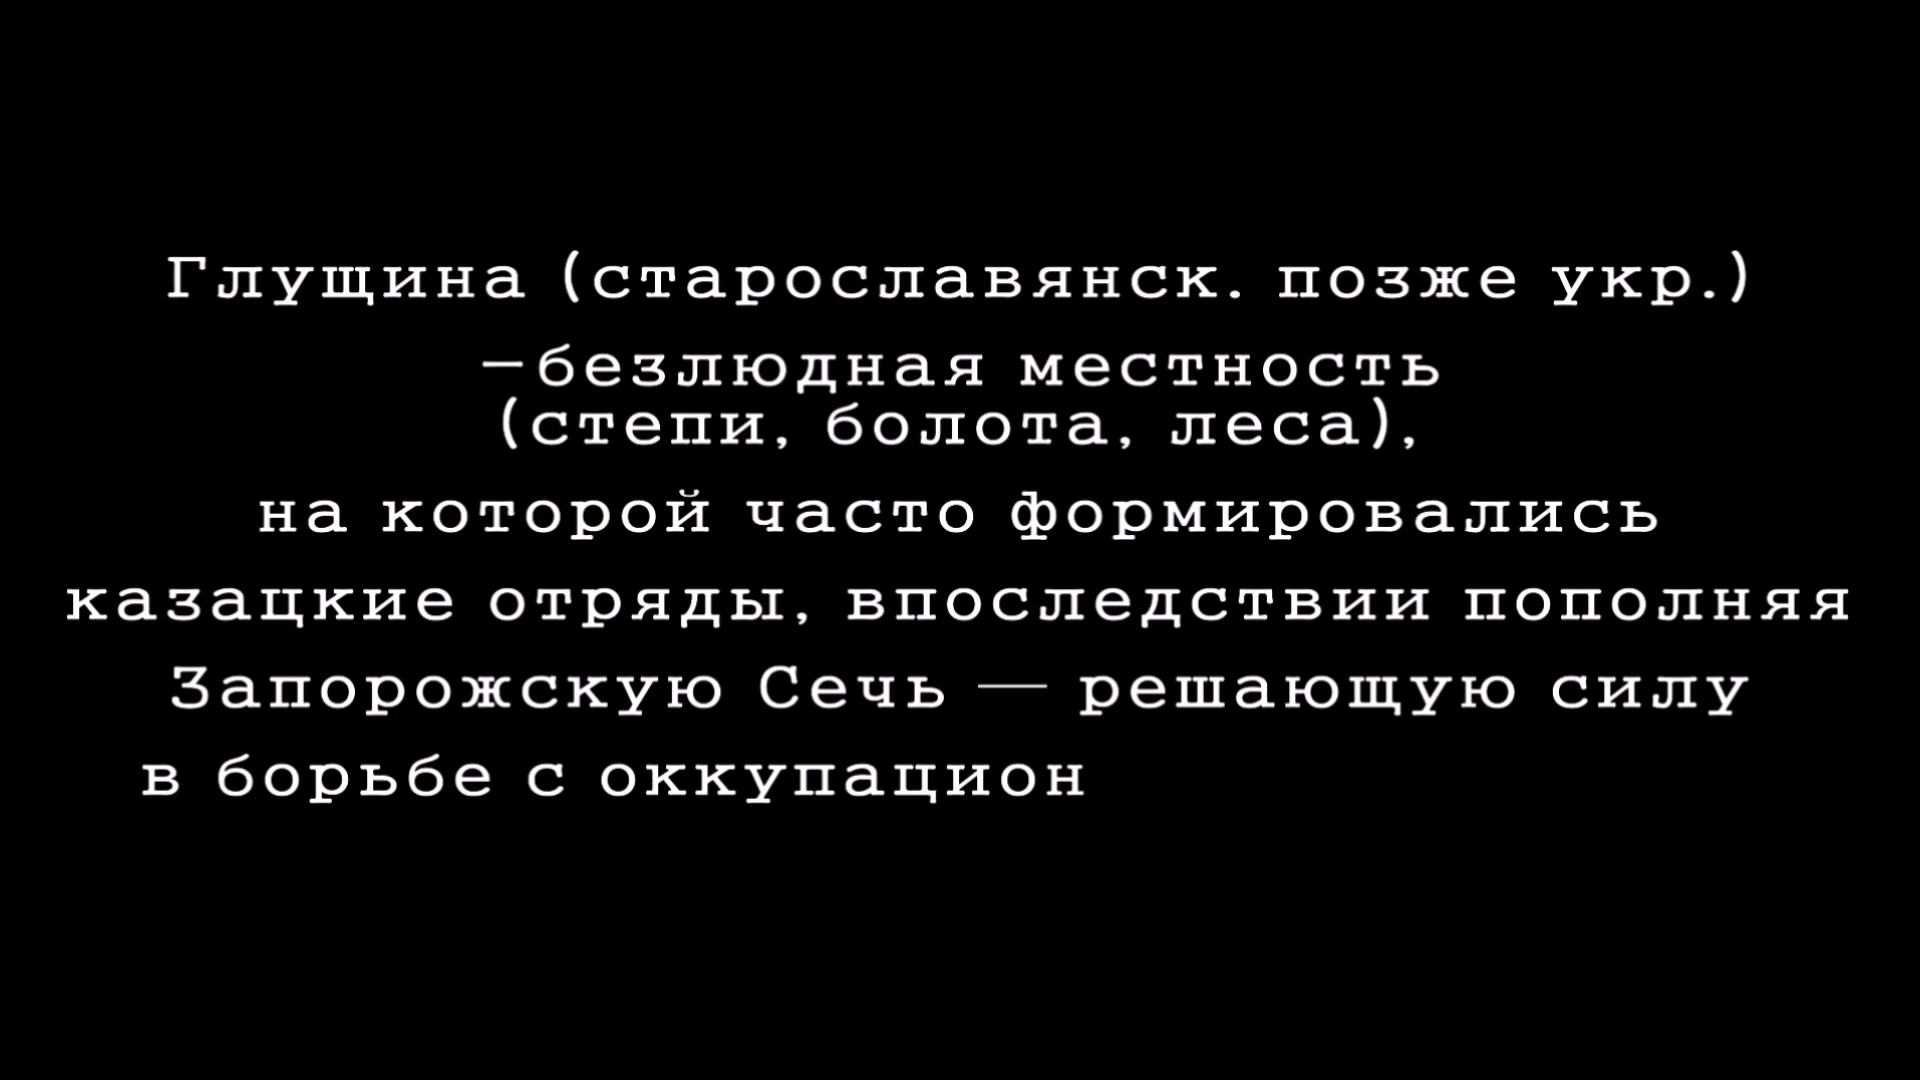 Глущина (старославянск. позже укр.)
—безлюдная местность
(степи, болота, леса),
на которой часто формировались
казацкие отряды, впоследствии пополняя
Запорожскую Сечь — решающую силу
в борьбе с оккупацион